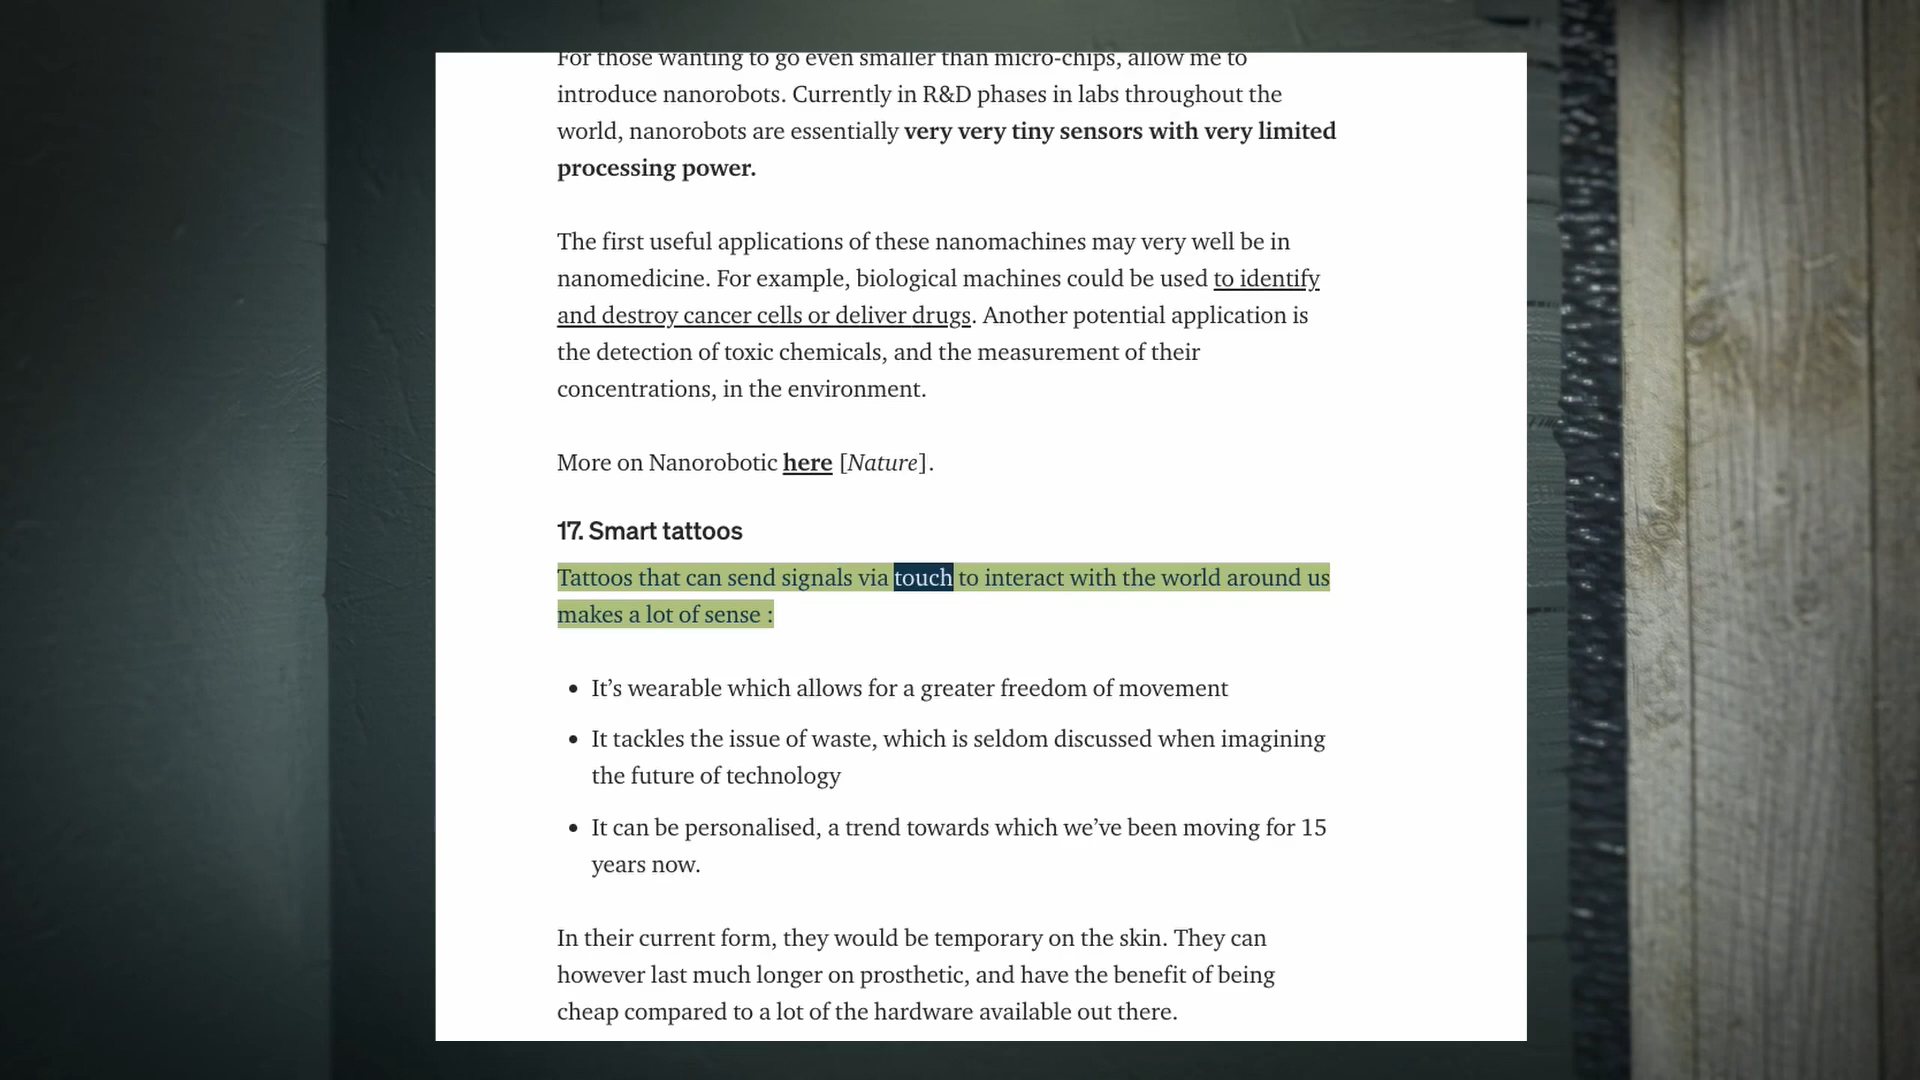 For those wanting to go even smaller than micro-chips, allow me to
introduce nanorobots. Currently in R&D phases in labs throughout the
world, nanorobots are essentially very very tiny sensors with very limited
processing power.
The first useful applications of these nanomachines may very well be in
nanomedicine. For example, biological machines could be used to identify
and destroy cancer cells or deliver drugs. Another potential application is
the detection of toxic chemicals, and the measurement of their
concentrations, in the environment.
More on Nanorobotic here [Nature].
17. Smart tattoos
Tattoos that can send signals via touch to interact with the world around us
makes a lot of sense :
• It’s wearable which allows for a greater freedom of movement
• It tackles the issue of waste, which is seldom discussed when imagining
the future of technology
• It can be personalised, a trend towards which we’ve been moving for 15
years now.
In their current form, they would be temporary on the skin. They can
however last much longer on prosthetic, and have the benefit of being
cheap compared to a lot of the hardware available out there.